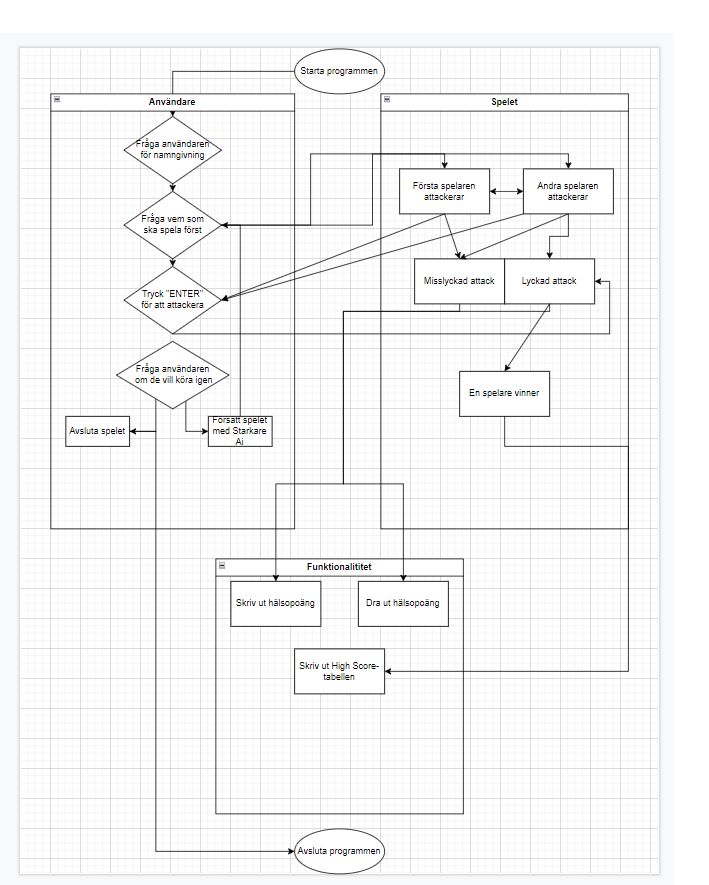 Starta programmen
Användare
Fråga användaren
för namngivning
Fråga vem som
ska spela först
Tryck "ENTER"
för att attackera
Fråga användaren
om de vill köra igen
Avsluta spelet
Forsätt spelet
med Starkare
Ai
Spelet
Första spelaren
attackerar
Andra spelaren
attackerar
Misslyckad attack
Lyckad attack
En spelare vinner
Funktionalititet
Skriv ut hälsopoäng
Dra ut hälsopoäng
Skriv ut High Score-
tabellen
Avsluta programmen